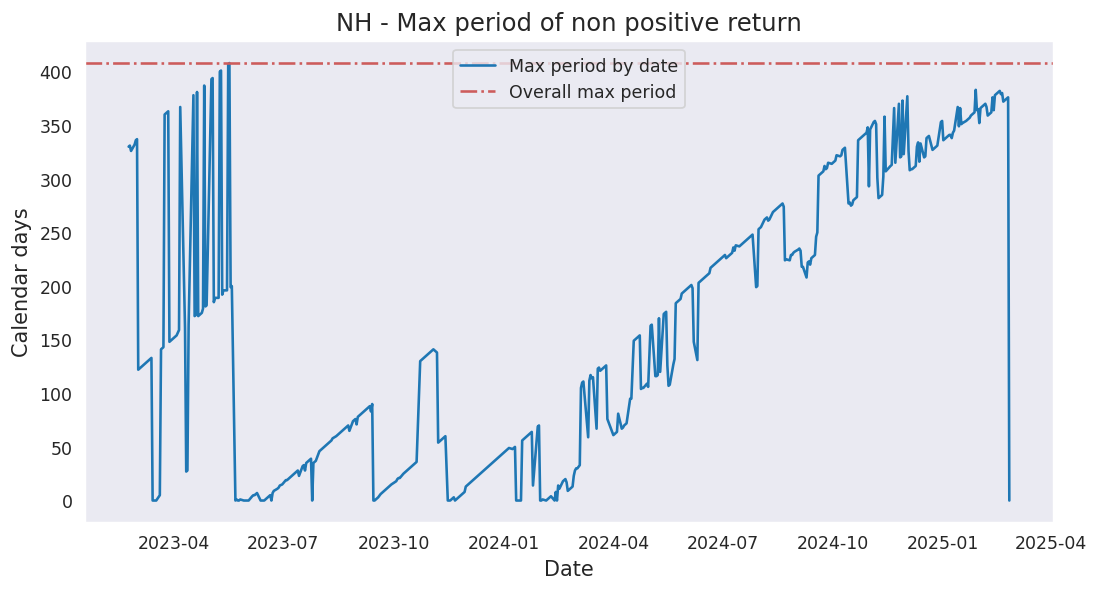 NH - Max period of non positive return
Max period by date
Overall max period
Calendar days
400
350
300
250
200
150
100
50
0
2023-04 2023-07 2023-10 2024-01 2024-04 2024-07 2024-10 2025-01 2025-04
Date